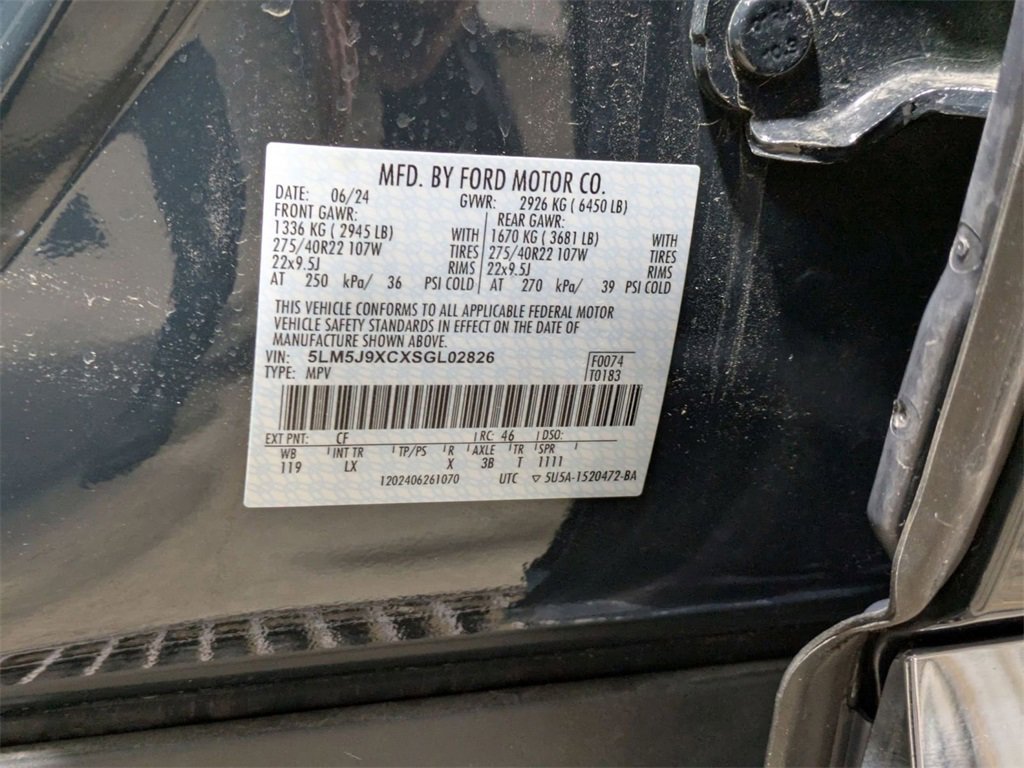 MFD. BY FORD MOTOR CO.
DATE: 06/24 GVWR: 2926 KG ( 6450 LB)
FRONT GAWR: REAR GAWR:
1336 KG ( 2945 LB) WITH 1670 KG ( 3681 LB) WITH
275/40R22 107W TIRES 275/40R22 107W TIRES
22x9.5J RIMS 22x9.5J RIMS
AT 250 kPa/ 36 PSI COLD AT 270 kPa/ 39 PSI COLD
THIS VEHICLE CONFORMS TO ALL APPLICABLE FEDERAL MOTOR
VEHICLE SAFETY STANDARDS IN EFFECT ON THE DATE OF
MANUFACTURE SHOWN ABOVE.
VIN: 5LM5J9XCXSGL02826 F0074
TYPE: MPV T0183
EXT PNT: CF RC: 46 DSO:
WB INT TR TP/PS R AXLE TR SPR
119 LX X 3B T 1111
1202406261070 UTC ▽ 5U5A-1520472-BA